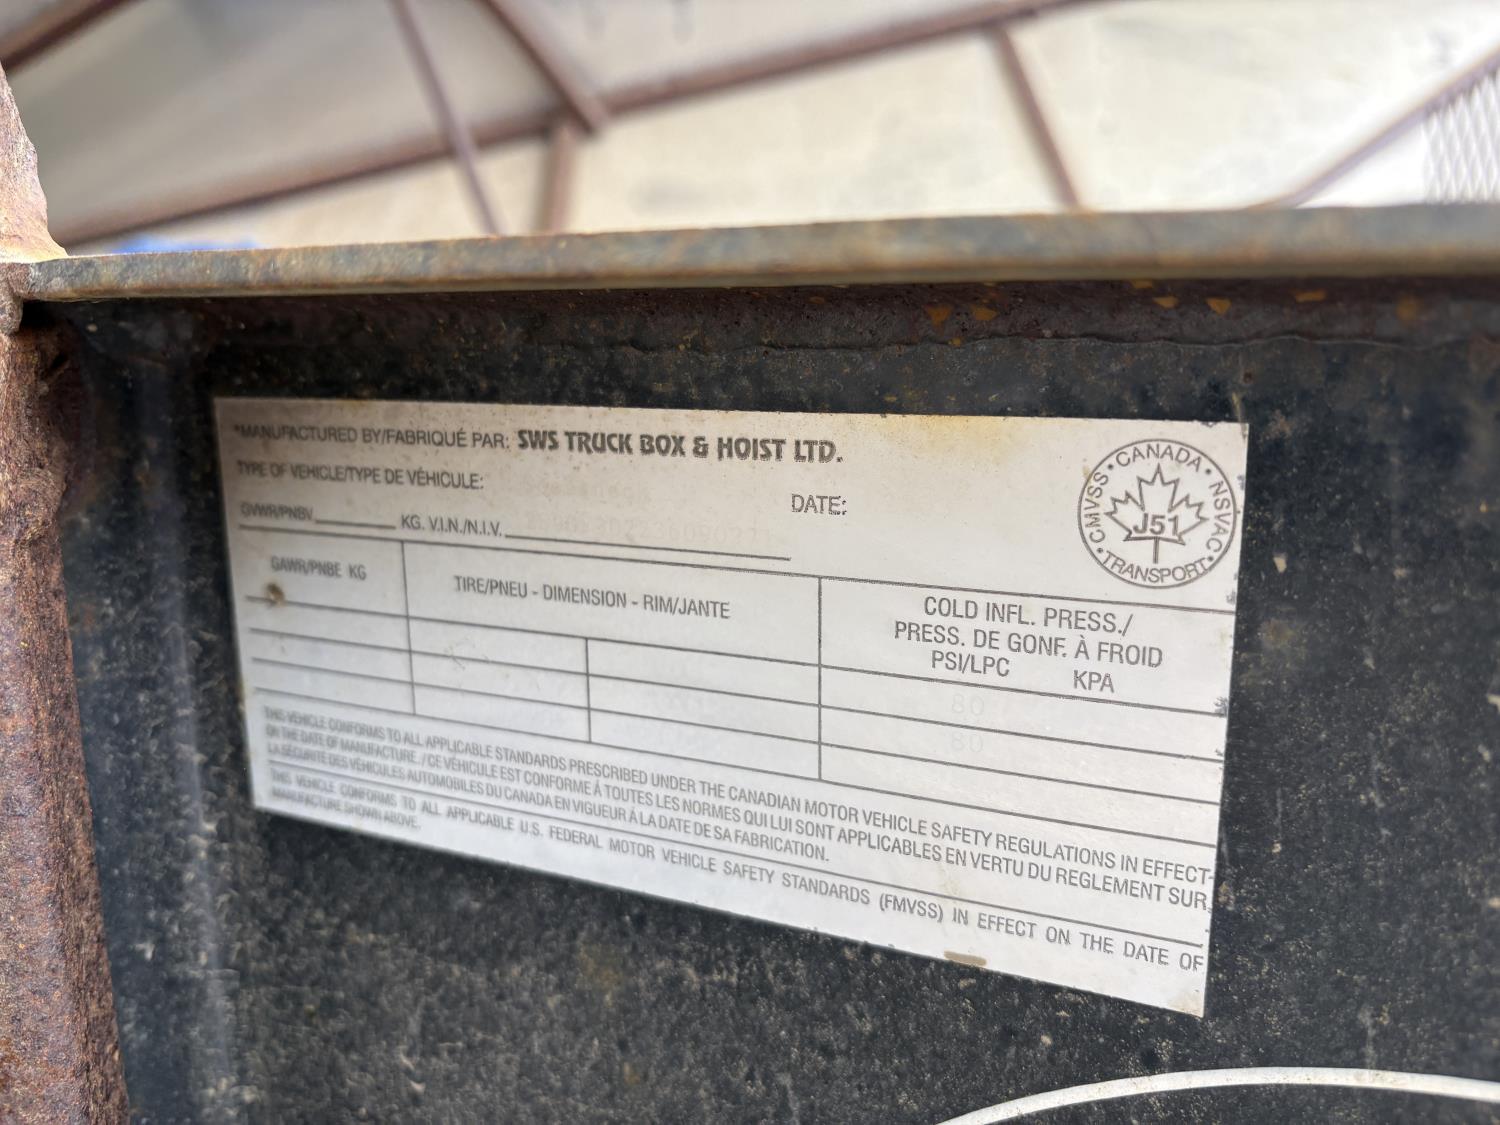 *MANUFACTURED BY/FABRIQUÉ PAR: SWS TRUCK BOX & HOIST LTD.
TYPE OF VEHICLE/TYPE DE VÉHICULE:
DATE:
GVWR/PNBV KG. V.I.N./N.I.V.
CANADA
CMVSS NSVAC
J51
TRANSPORT
GAWR/PNBE KG
TIRE/PNEU - DIMENSION - RIM/JANTE
COLD INFL. PRESS./
PRESS. DE GONF. À FROID
PSI/LPC KPA
80
80
THIS VEHICLE CONFORMS TO ALL APPLICABLE STANDARDS PRESCRIBED UNDER THE CANADIAN MOTOR VEHICLE SAFETY REGULATIONS IN EFFECT
ON THE DATE OF MANUFACTURE. / CE VÉHICULE EST CONFORME À TOUTES LES NORMES QUI LUI SONT APPLICABLES EN VERTU DU REGLEMENT SUR
LA SÉCURITÉ DES VÉHICULES AUTOMOBILES DU CANADA EN VIGUEUR À LA DATE DE SA FABRICATION.
THIS VEHICLE CONFORMS TO ALL APPLICABLE U.S. FEDERAL MOTOR VEHICLE SAFETY STANDARDS (FMVSS) IN EFFECT ON THE DATE OF
MANUFACTURE SHOWN ABOVE.